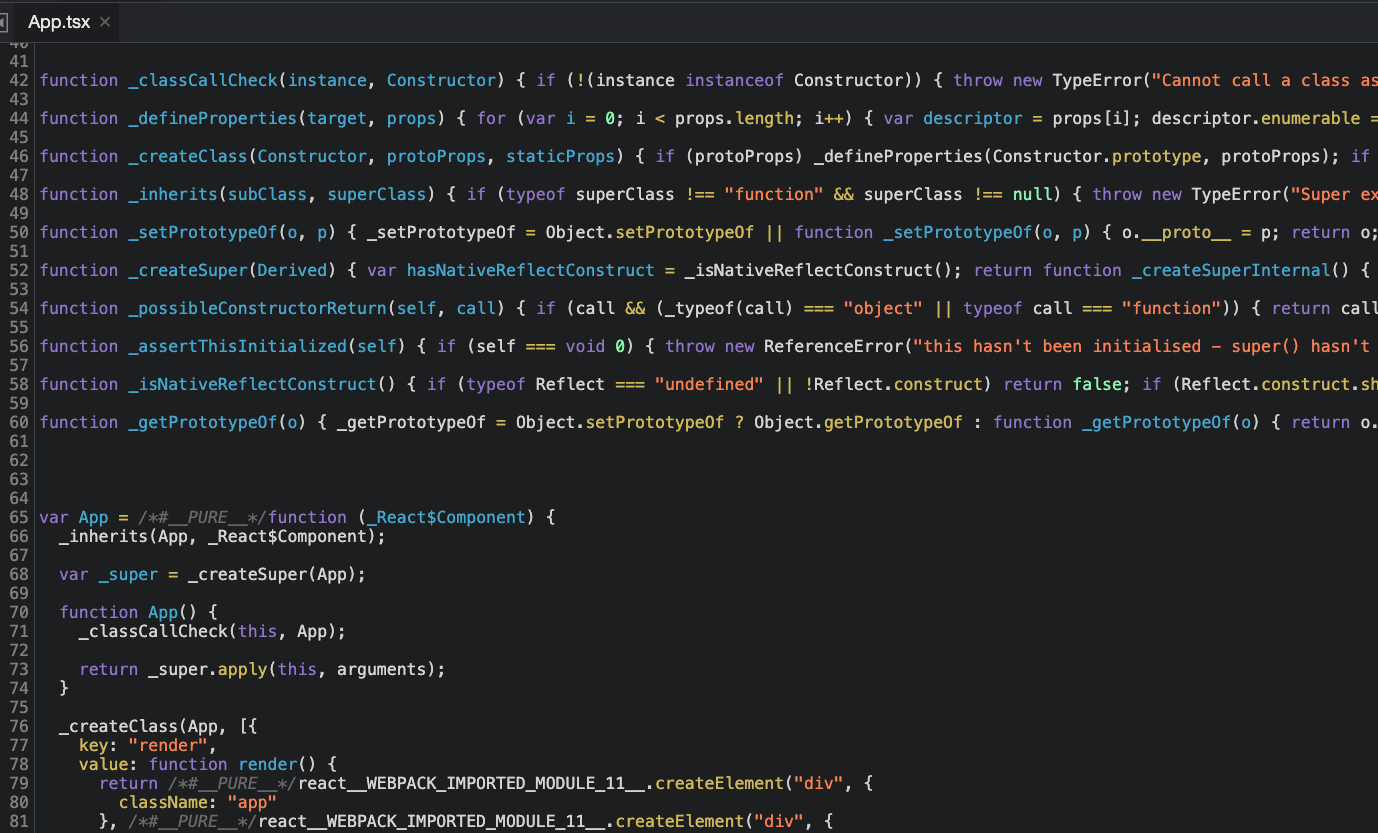 App.tsx ×
40
41
42 function _classCallCheck(instance, Constructor) { if (!(instance instanceof Constructor)) { throw new TypeError("Cannot call a class as
43
44 function _defineProperties(target, props) { for (var i = 0; i < props.length; i++) { var descriptor = props[i]; descriptor.enumerable =
45
46 function _createClass(Constructor, protoProps, staticProps) { if (protoProps) _defineProperties(Constructor.prototype, protoProps); if
47
48 function _inherits(subClass, superClass) { if (typeof superClass !== "function" && superClass !== null) { throw new TypeError("Super ex
49
50 function _setPrototypeOf(o, p) { _setPrototypeOf = Object.setPrototypeOf || function _setPrototypeOf(o, p) { o.__proto__ = p; return o;
51
52 function _createSuper(Derived) { var hasNativeReflectConstruct = _isNativeReflectConstruct(); return function _createSuperInternal() {
53
54 function _possibleConstructorReturn(self, call) { if (call && (_typeof(call) === "object" || typeof call === "function")) { return call
55
56 function _assertThisInitialized(self) { if (self === void 0) { throw new ReferenceError("this hasn't been initialised - super() hasn't
57
58 function _isNativeReflectConstruct() { if (typeof Reflect === "undefined" || !Reflect.construct) return false; if (Reflect.construct.sh
59
60 function _getPrototypeOf(o) { _getPrototypeOf = Object.setPrototypeOf ? Object.getPrototypeOf : function _getPrototypeOf(o) { return o.
61
62
63
64
65 var App = /*#__PURE__*/function (_React$Component) {
66 _inherits(App, _React$Component);
67
68 var _super = _createSuper(App);
69
70 function App() {
71 _classCallCheck(this, App);
72
73 return _super.apply(this, arguments);
74 }
75
76 _createClass(App, [{
77 key: "render",
78 value: function render() {
79 return /*#__PURE__*/react__WEBPACK_IMPORTED_MODULE_11__.createElement("div", {
80 className: "app"
81 }, /*#__PURE__*/react__WEBPACK_IMPORTED_MODULE_11__.createElement("div", {